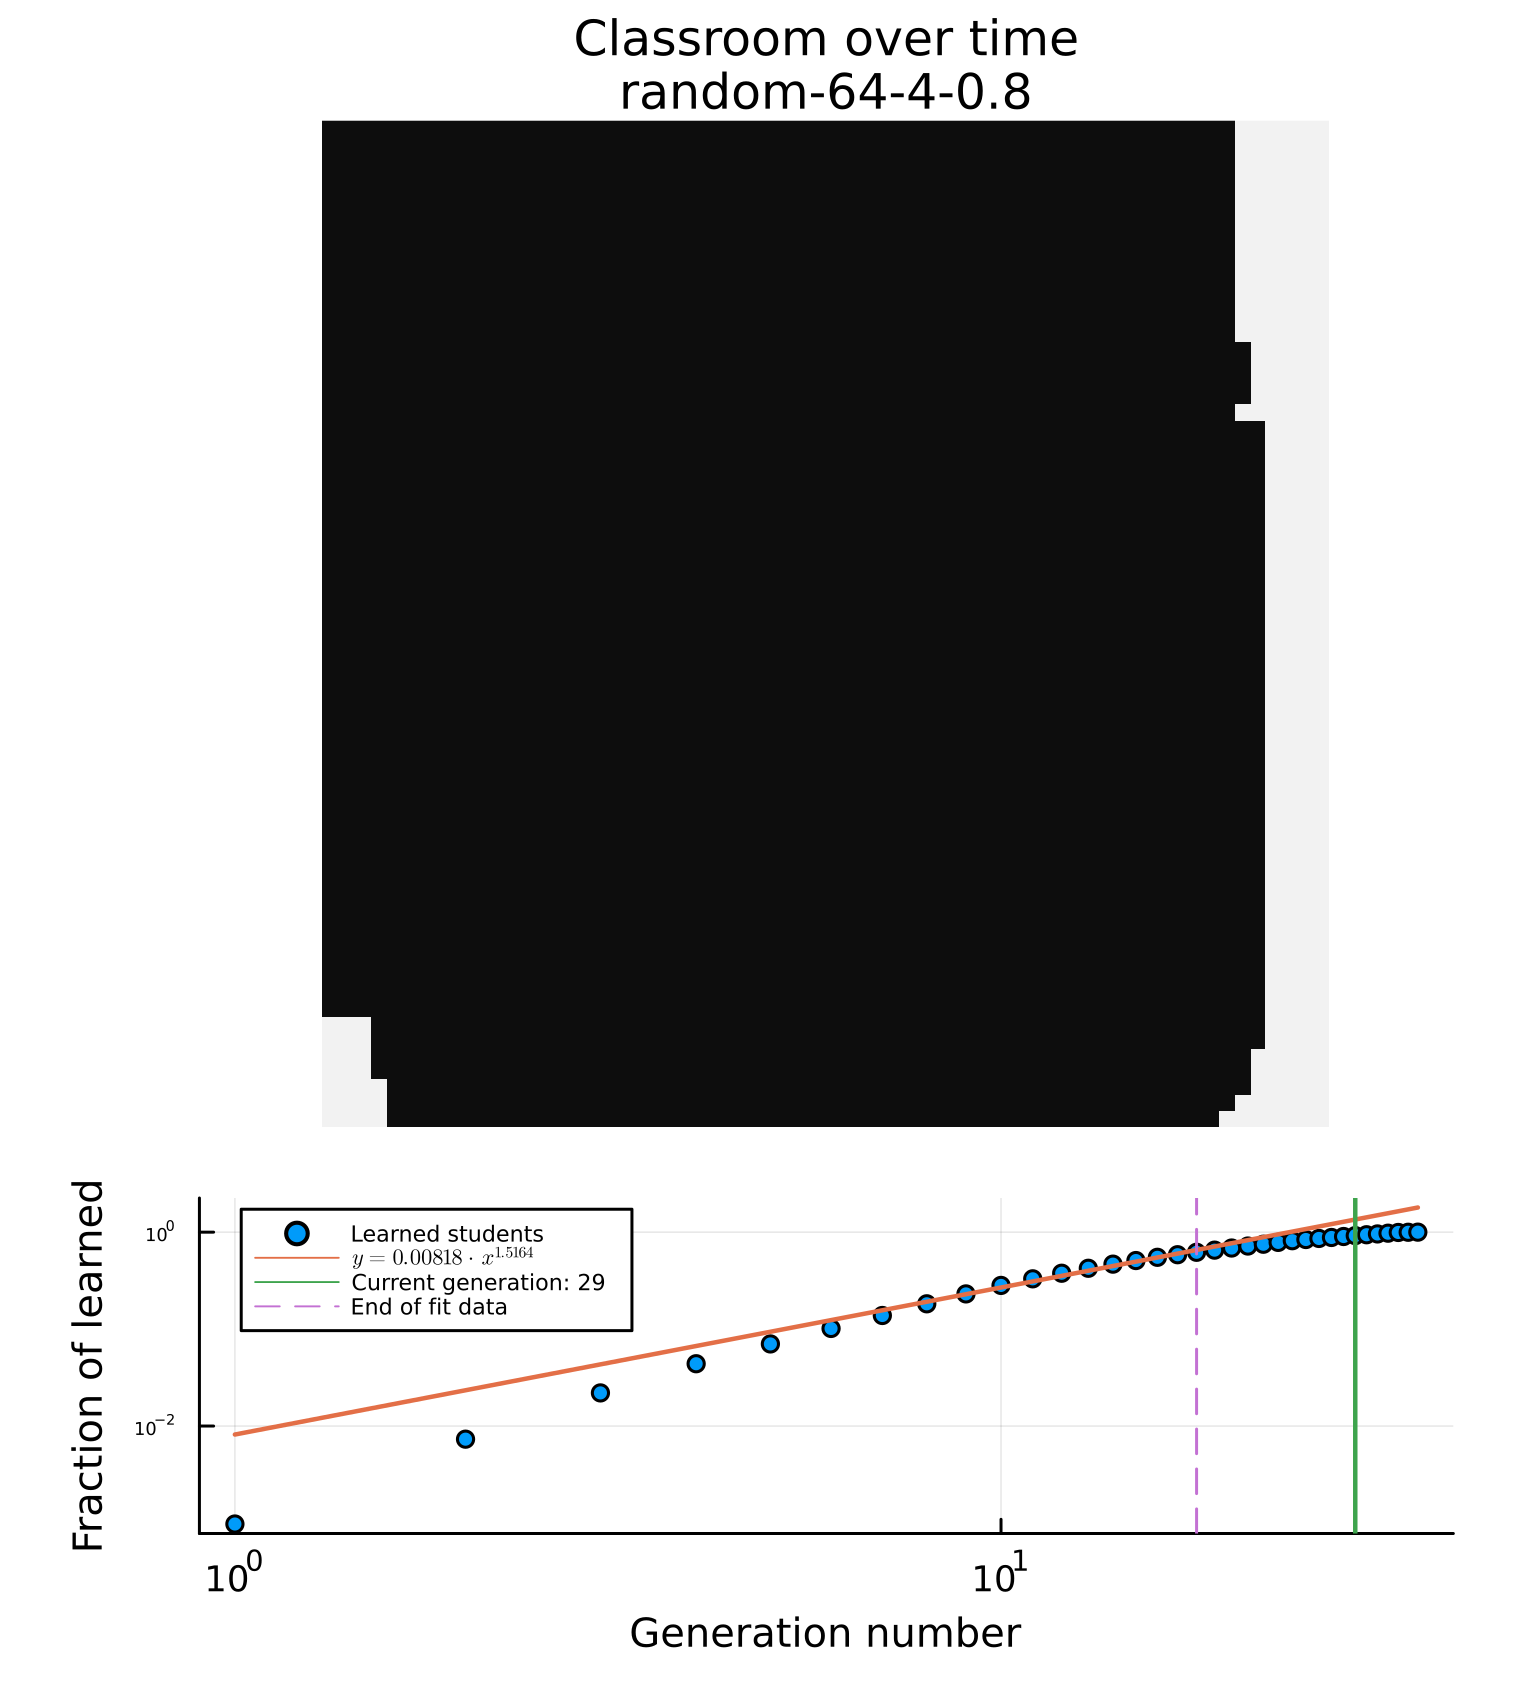 Classroom over time
random-64-4-0.8
Fraction of learned
10^0
10^-2
Learned students
y = 0.00818 · x^1.5164
Current generation: 29
End of fit data
10^0
10^1
Generation number